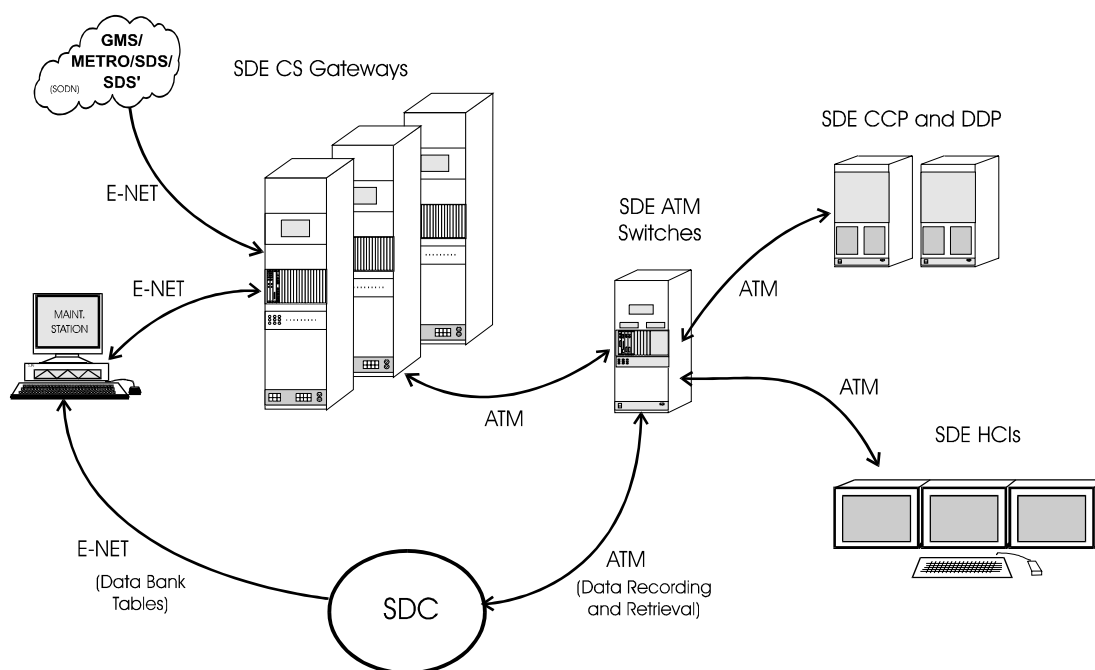 GMS/
METRO/SDS/
(SODN) SDS'
SDE CS Gateways
SDE CCP and DDP
E-NET
SDE ATM
Switches
E-NET
ATM
MAINT.
STATION
ATM
ATM
SDE HCIs
E-NET
(Data Bank
Tables)
ATM
(Data Recording
and Retrieval)
SDC